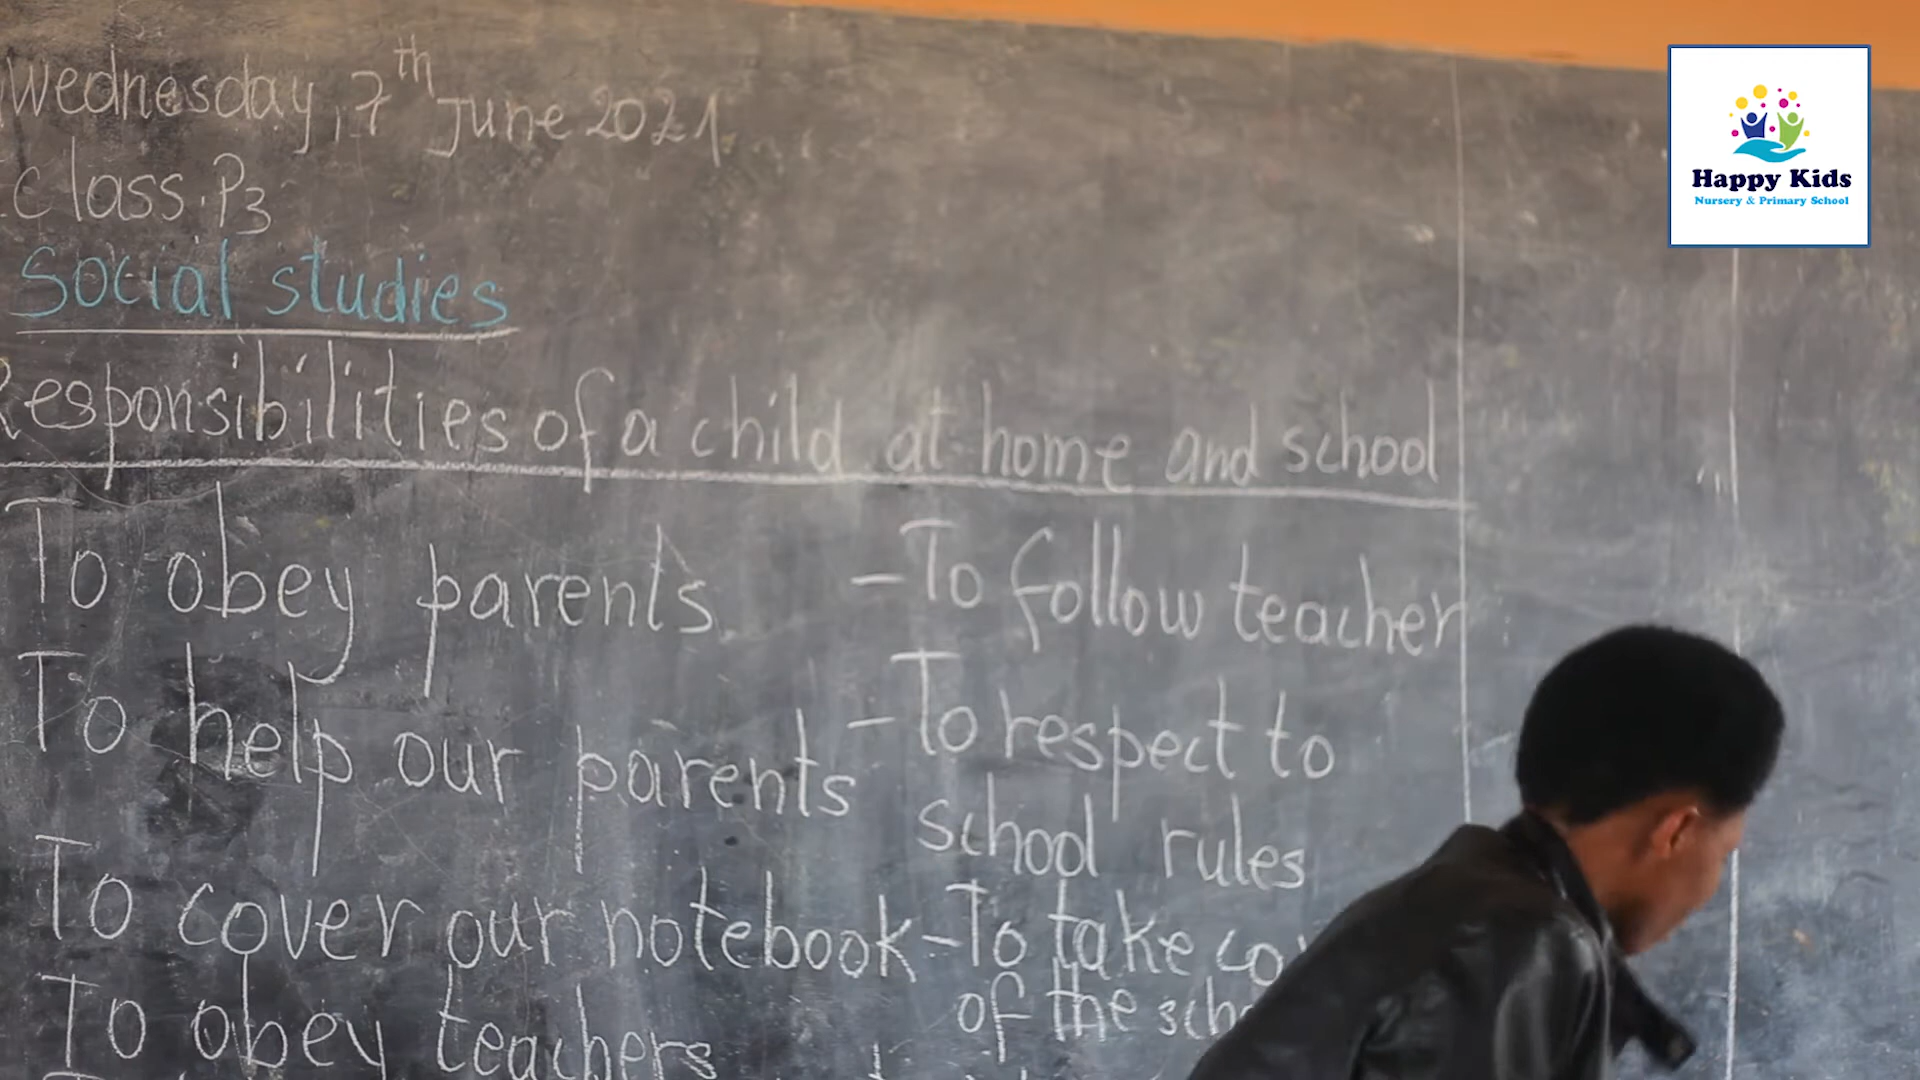 Wednesday, 7th June 2021
Class.P3
Social studies
Responsibilities of a child at home and school
To obey parents
To help our parents
To cover our notebook
To obey teachers
-To follow teacher
-To respect to
school rules
-To take
of the
Happy Kids
Nursery & Primary School